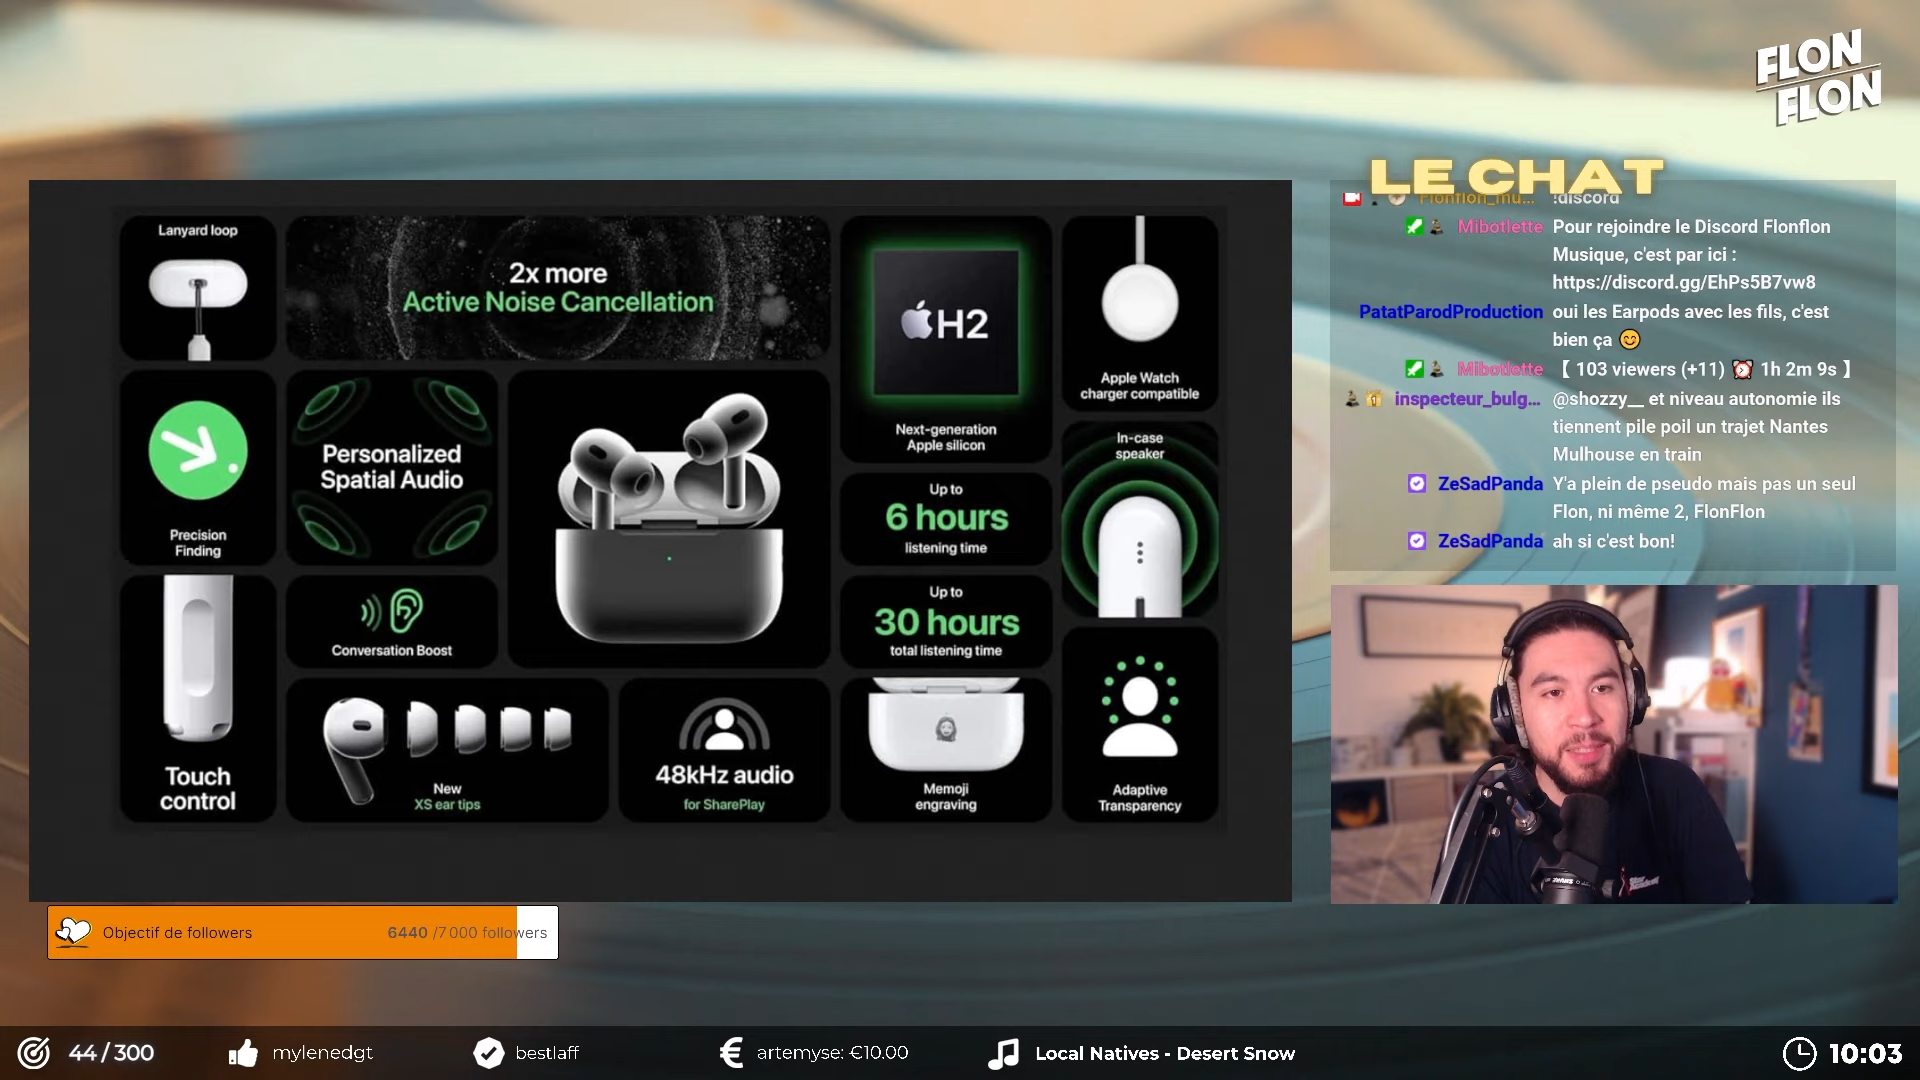 FLON
FLON
LE CHAT
Lanyard loop
2x more
Active Noise Cancellation
H2
Next-generation
Apple silicon
Apple Watch
charger compatible
Precision
Finding
Personalized
Spatial Audio
Up to
6 hours
listening time
In-case
speaker
Conversation Boost
Up to
30 hours
total listening time
Touch
control
New
XS ear tips
48kHz audio
for SharePlay
Memoji
engraving
Adaptive
Transparency
Flonflon_mu... !discord
Mibotlette Pour rejoindre le Discord Flonflon
Musique, c'est par ici :
https://discord.gg/EhPs5B7vw8
PatatParodProduction oui les Earpods avec les fils, c'est
bien ça 😊
Mibotlette 【 103 viewers (+11) ⏰ 1h 2m 9s 】
inspecteur_bulg... @shozzy__ et niveau autonomie ils
tiennent pile poil un trajet Nantes
Mulhouse en train
ZeSadPanda Y'a plein de pseudo mais pas un seul
Flon, ni même 2, FlonFlon
ZeSadPanda ah si c'est bon!
Objectif de followers 6440 /7 000 followers
44 / 300 mylenedgt bestlaff artemyse: €10.00 Local Natives - Desert Snow 10:03